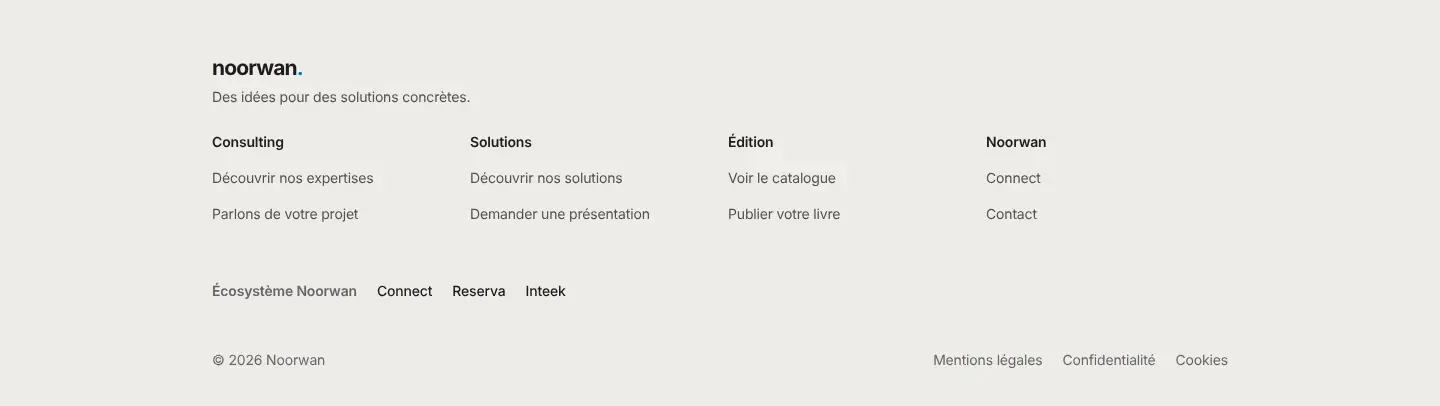 noorwan.
Des idées pour des solutions concrètes.
Consulting
Découvrir nos expertises
Parlons de votre projet
Solutions
Découvrir nos solutions
Demander une présentation
Édition
Voir le catalogue
Publier votre livre
Noorwan
Connect
Contact
Écosystème Noorwan Connect Reserva Inteek
© 2026 Noorwan
Mentions légales Confidentialité Cookies